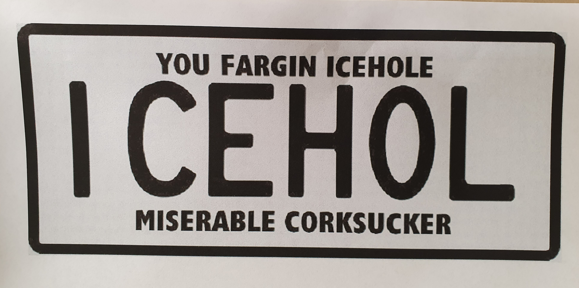 YOU FARGIN ICEHOLE
ICEHOL
MISERABLE CORKSUCKER